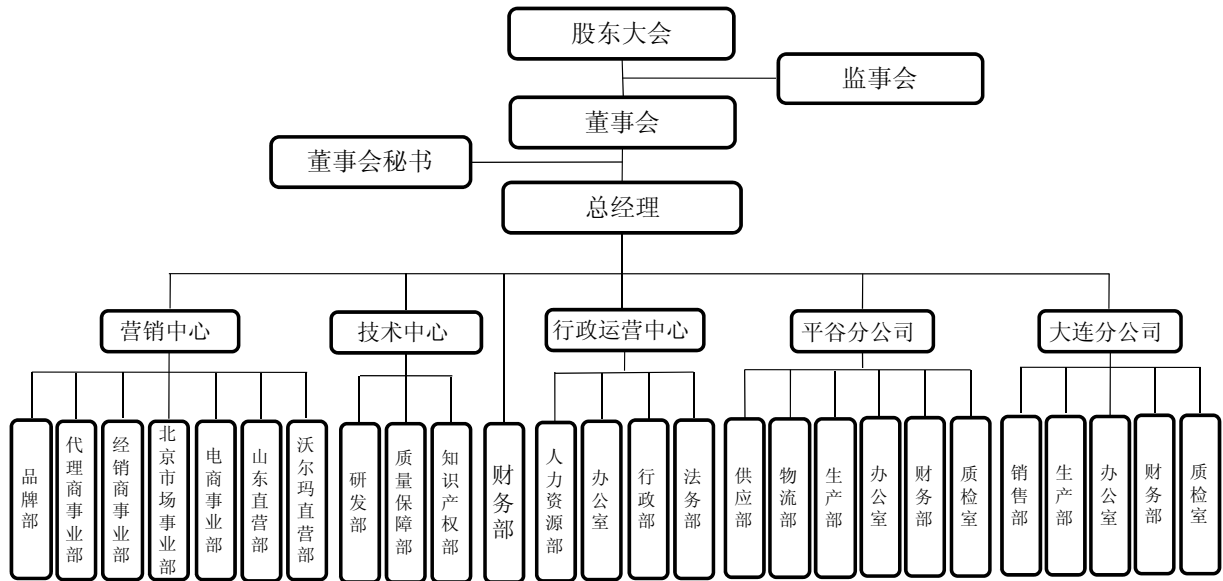 股东大会
监事会
董事会
董事会秘书
总经理
营销中心
技术中心
行政运营中心
平谷分公司
大连分公司
品牌部
代理商事业部
经销商事业部
北京市场事业部
电商事业部
山东直营部
沃尔玛直营部
研发部
质量保障部
知识产权部
财务部
人力资源部
办公室
行政部
法务部
供应部
物流部
生产部
办公室
财务部
质检室
销售部
生产部
办公室
财务部
质检室